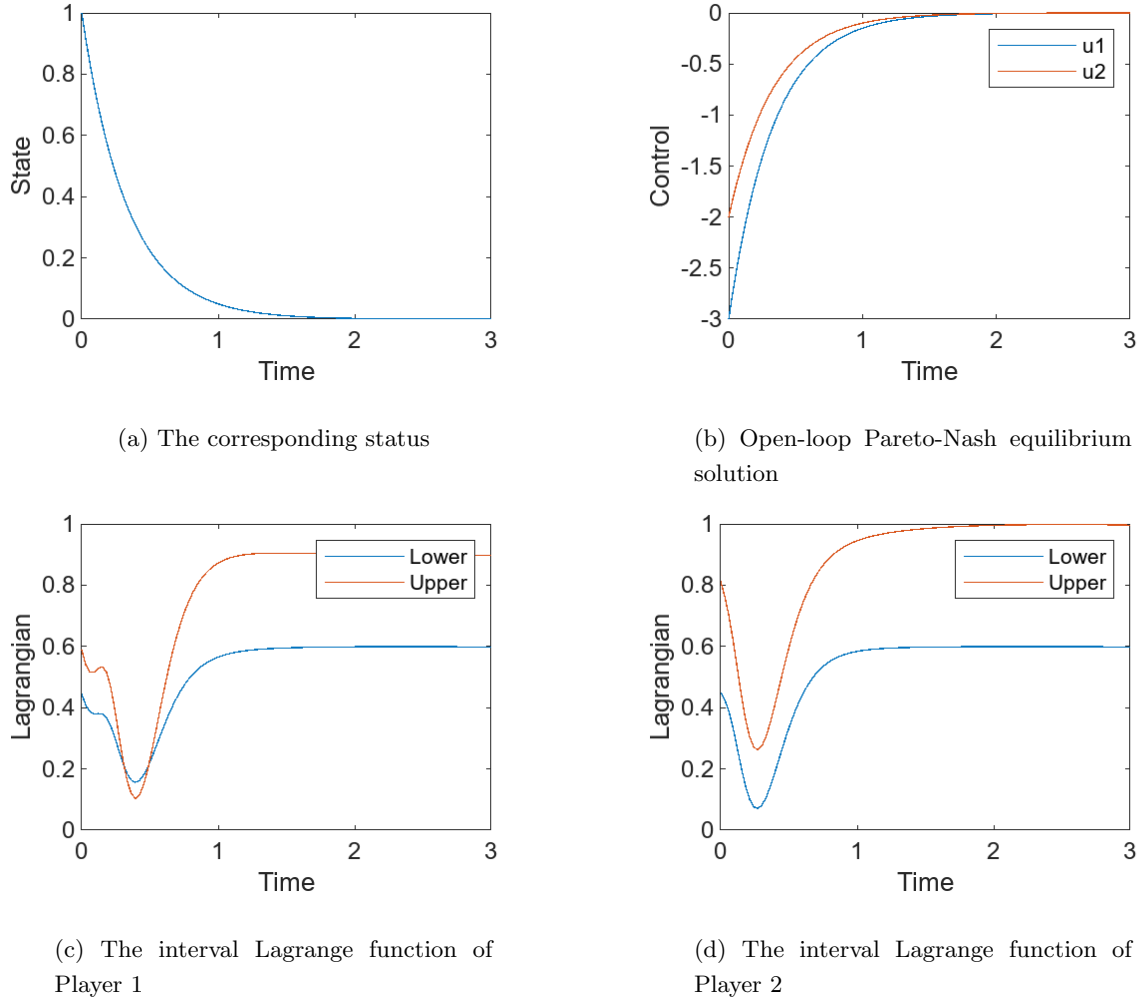 1
0.8
0.6
0.4
0.2
0
State
0
1
2
3
Time
(a) The corresponding status
0
-0.5
-1
-1.5
-2
-2.5
-3
Control
u1
u2
0
1
2
3
Time
(b) Open-loop Pareto-Nash equilibrium
solution
1
0.8
0.6
0.4
0.2
0
Lagrangian
Lower
Upper
0
1
2
3
Time
(c) The interval Lagrange function of
Player 1
1
0.8
0.6
0.4
0.2
0
Lagrangian
Lower
Upper
0
1
2
3
Time
(d) The interval Lagrange function of
Player 2